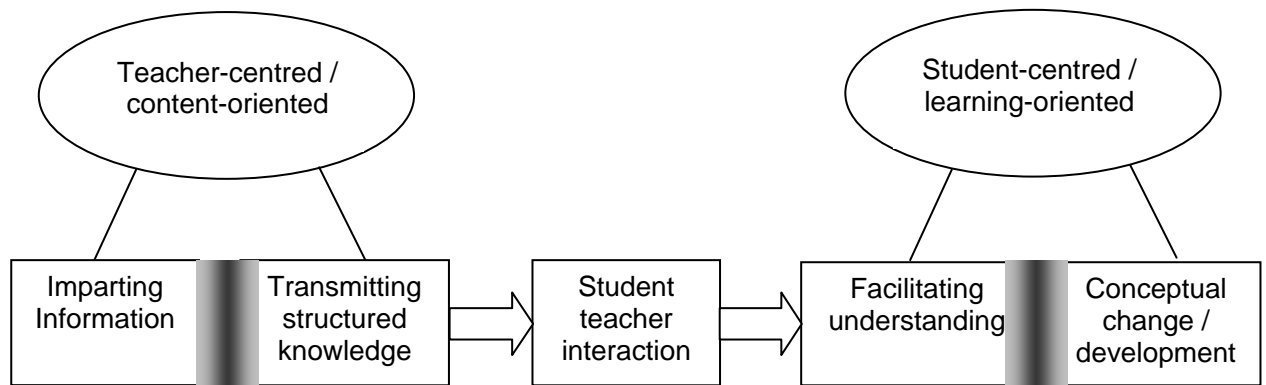 Teacher-centred /
content-oriented
Student-centred /
learning-oriented
Imparting
Information
Transmitting
structured
knowledge
Student
teacher
interaction
Facilitating
understanding
Conceptual
change /
development